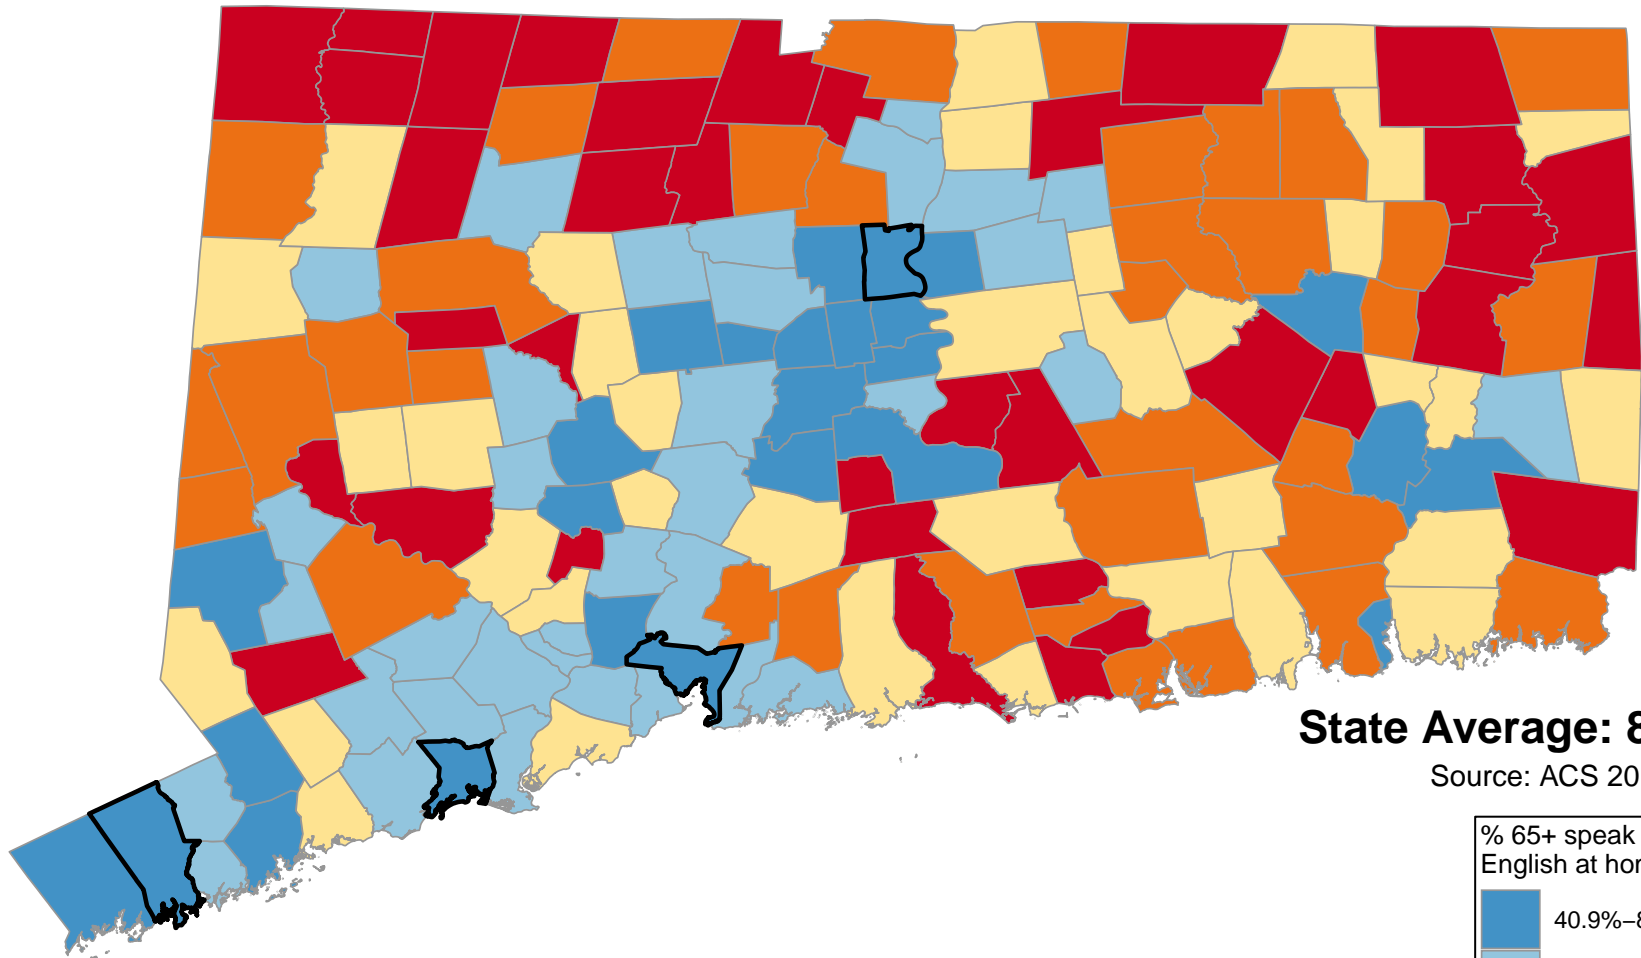 State Average: 8
Source: ACS 20
% 65+ speak
English at hor
40.9%–8